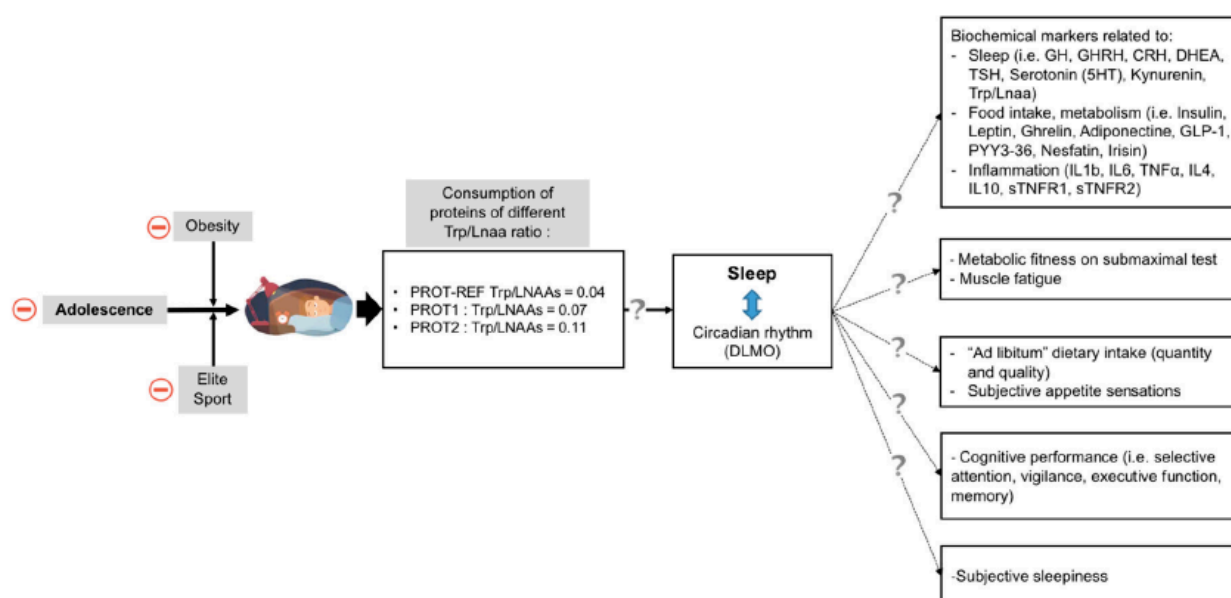 Obesity
Adolescence
Elite
Sport
Consumption of
proteins of different
Trp/Lnaa ratio :
• PROT-REF Trp/LNAAs = 0.04
• PROT1 : Trp/LNAAs = 0.07
• PROT2 : Trp/LNAAs = 0.11
?
Sleep
Circadian rhythm
(DLMO)
?
?
?
?
?
Biochemical markers related to:
- Sleep (i.e. GH, GHRH, CRH, DHEA,
TSH, Serotonin (5HT), Kynurenin,
Trp/Lnaa)
- Food intake, metabolism (i.e. Insulin,
Leptin, Ghrelin, Adiponectine, GLP-1,
PYY3-36, Nesfatin, Irisin)
- Inflammation (IL1b, IL6, TNFα, IL4,
IL10, sTNFR1, sTNFR2)
- Metabolic fitness on submaximal test
- Muscle fatigue
- “Ad libitum” dietary intake (quantity
and quality)
- Subjective appetite sensations
- Cognitive performance (i.e. selective
attention, vigilance, executive function,
memory)
-Subjective sleepiness